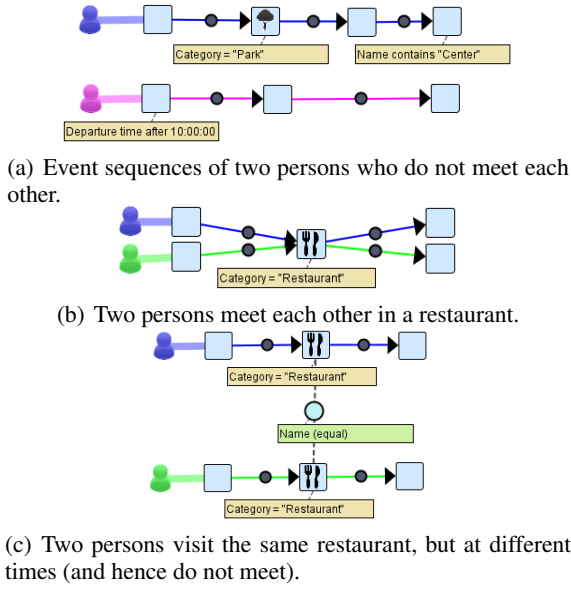 Category = "Park"
Name contains "Center"
Departure time after 10:00:00
(a) Event sequences of two persons who do not meet each
other.
Category = "Restaurant"
(b) Two persons meet each other in a restaurant.
Category = "Restaurant"
Name (equal)
Category = "Restaurant"
(c) Two persons visit the same restaurant, but at different
times (and hence do not meet).